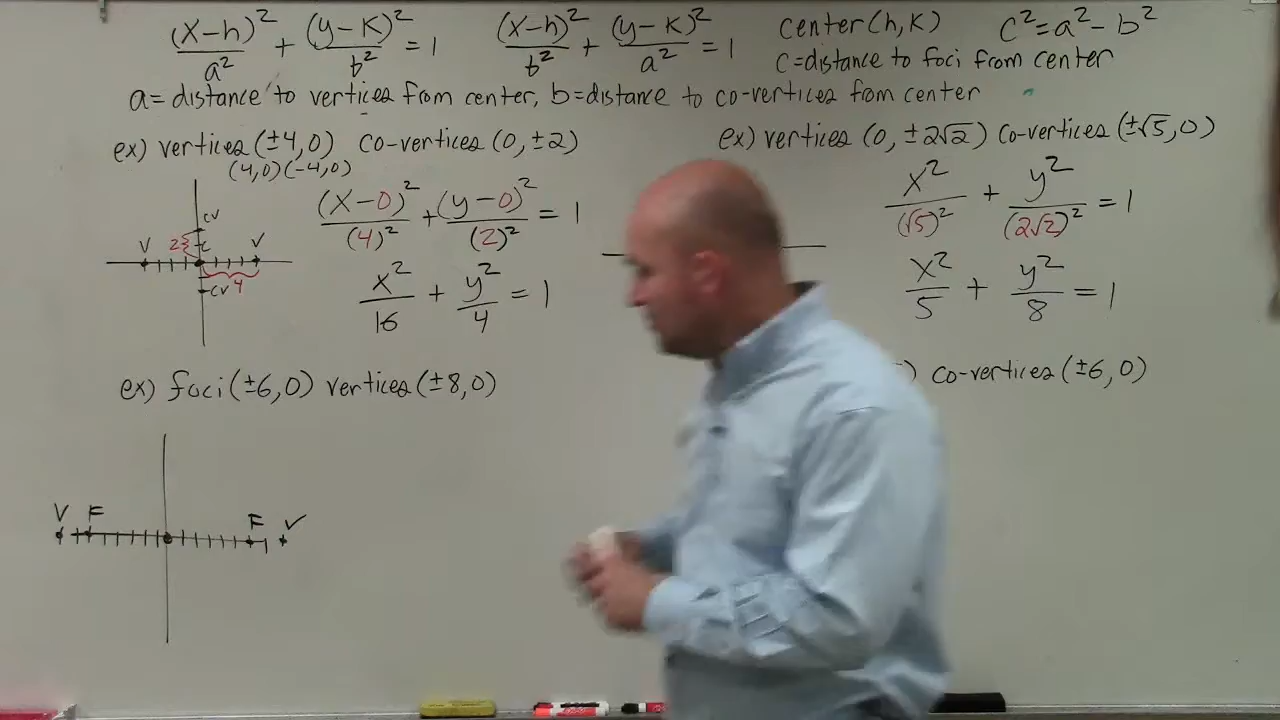 (x-h)²/a² + (y-k)²/b² = 1 (x-h)²/b² + (y-k)²/a² = 1 center (h,k) c² = a² - b²
c = distance to foci from center
a = distance to vertices from center, b = distance to co-vertices from center
ex) vertices (±4,0) co-vertices (0, ±2)
(4,0)(-4,0)
(x-0)²/(4)² + (y-0)²/(2)² = 1
x²/16 + y²/4 = 1
cv
2
c
V
V
4
cv
ex) vertices (0, ±2√2) co-vertices (±√5, 0)
x²/(√5)² + y²/(2√2)² = 1
x²/5 + y²/8 = 1
ex) foci (±6,0) vertices (±8,0)
V F F V
) co-vertices (±6,0)